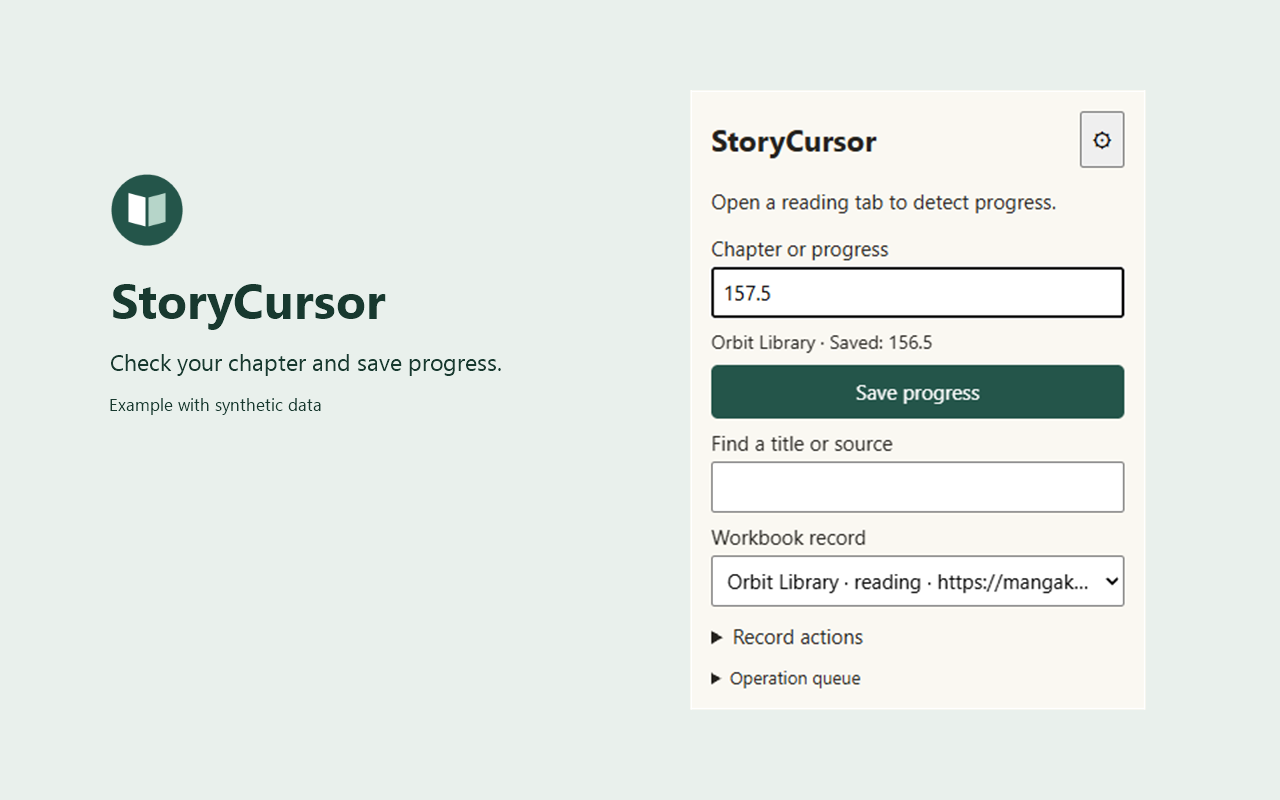 StoryCursor
Check your chapter and save progress.
Example with synthetic data
StoryCursor
Open a reading tab to detect progress.
Chapter or progress
157.5
Orbit Library · Saved: 156.5
Save progress
Find a title or source
Workbook record
Orbit Library · reading · https://mangak...
Record actions
Operation queue